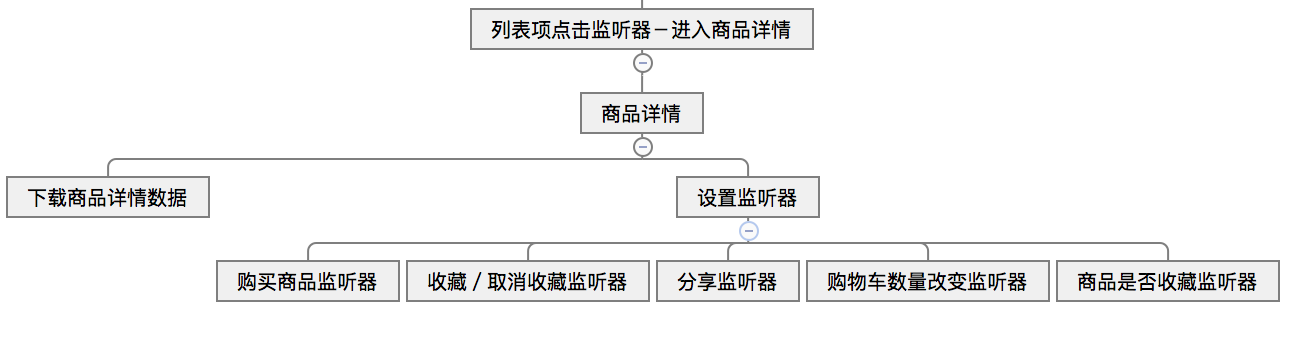 列表项点击监听器－进入商品详情
商品详情
下载商品详情数据
设置监听器
购买商品监听器
收藏／取消收藏监听器
分享监听器
购物车数量改变监听器
商品是否收藏监听器